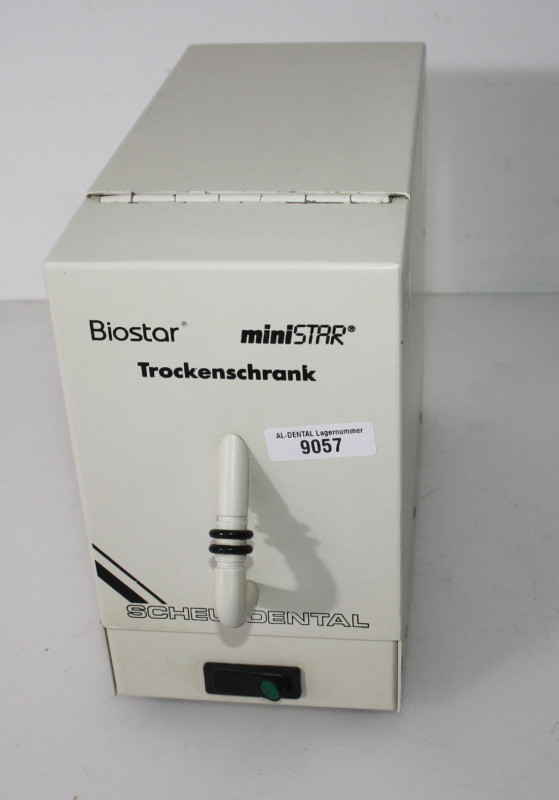 Biostar® miniSTAR®
Trockenschrank
AL-DENTAL Lagernummer
9057
SCHEU-DENTAL